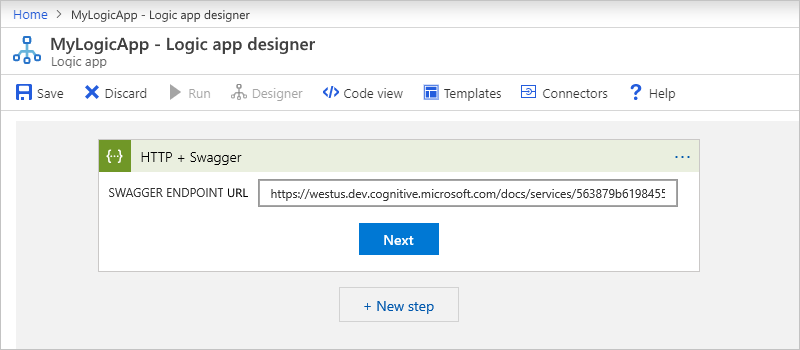 Home > MyLogicApp - Logic app designer
MyLogicApp - Logic app designer
Logic app
Save Discard Run Designer Code view Templates Connectors Help
HTTP + Swagger ...
SWAGGER ENDPOINT URL https://westus.dev.cognitive.microsoft.com/docs/services/563879b6198455
Next
+ New step